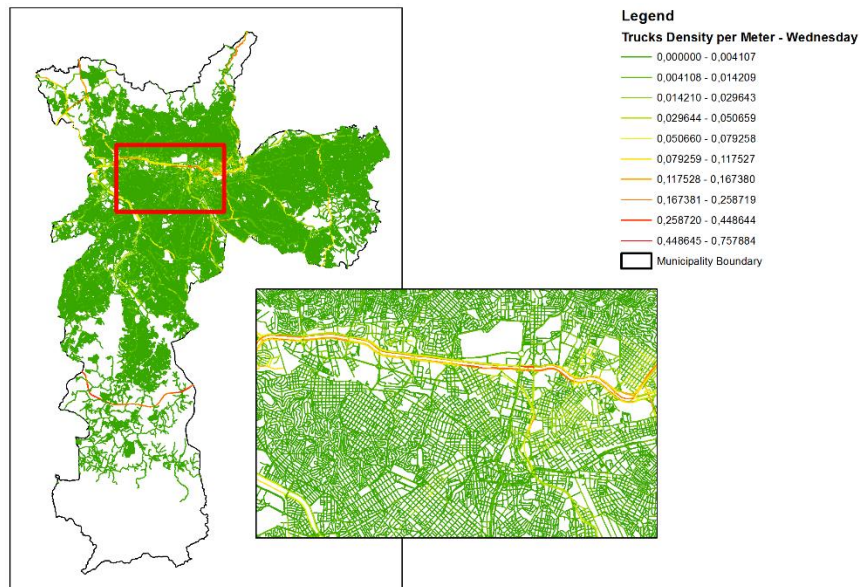 Legend
Trucks Density per Meter - Wednesday
0,000000 - 0,004107
0,004108 - 0,014209
0,014210 - 0,029643
0,029644 - 0,050659
0,050660 - 0,079258
0,079259 - 0,117527
0,117528 - 0,167380
0,167381 - 0,258719
0,258720 - 0,448644
0,448645 - 0,757884
Municipality Boundary